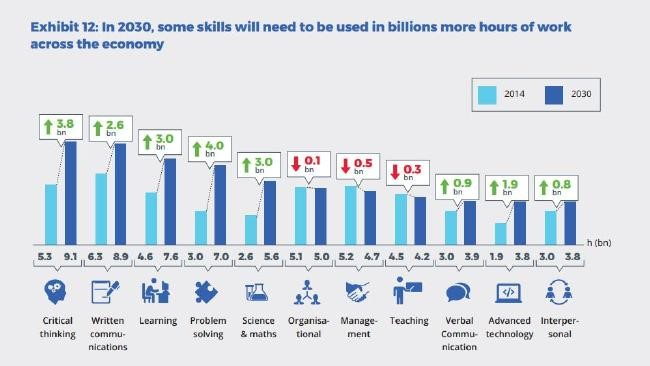 Exhibit 12: In 2030, some skills will need to be used in billions more hours of work
across the economy
2014 2030
3.8
bn
2.6
bn
3.0
bn
4.0
bn
3.0
bn
0.1
bn
0.5
bn
0.3
bn
0.9
bn
1.9
bn
0.8
bn
h (bn)
5.3 9.1 6.3 8.9 4.6 7.6 3.0 7.0 2.6 5.6 5.1 5.0 5.2 4.7 4.5 4.2 3.0 3.9 1.9 3.8 3.0 3.8
Critical
thinking
Written
commu-
nications
Learning
Problem
solving
Science
& maths
Organisa-
tional
Manage-
ment
Teaching
Verbal
Commu-
nication
Advanced
technology
Interper-
sonal